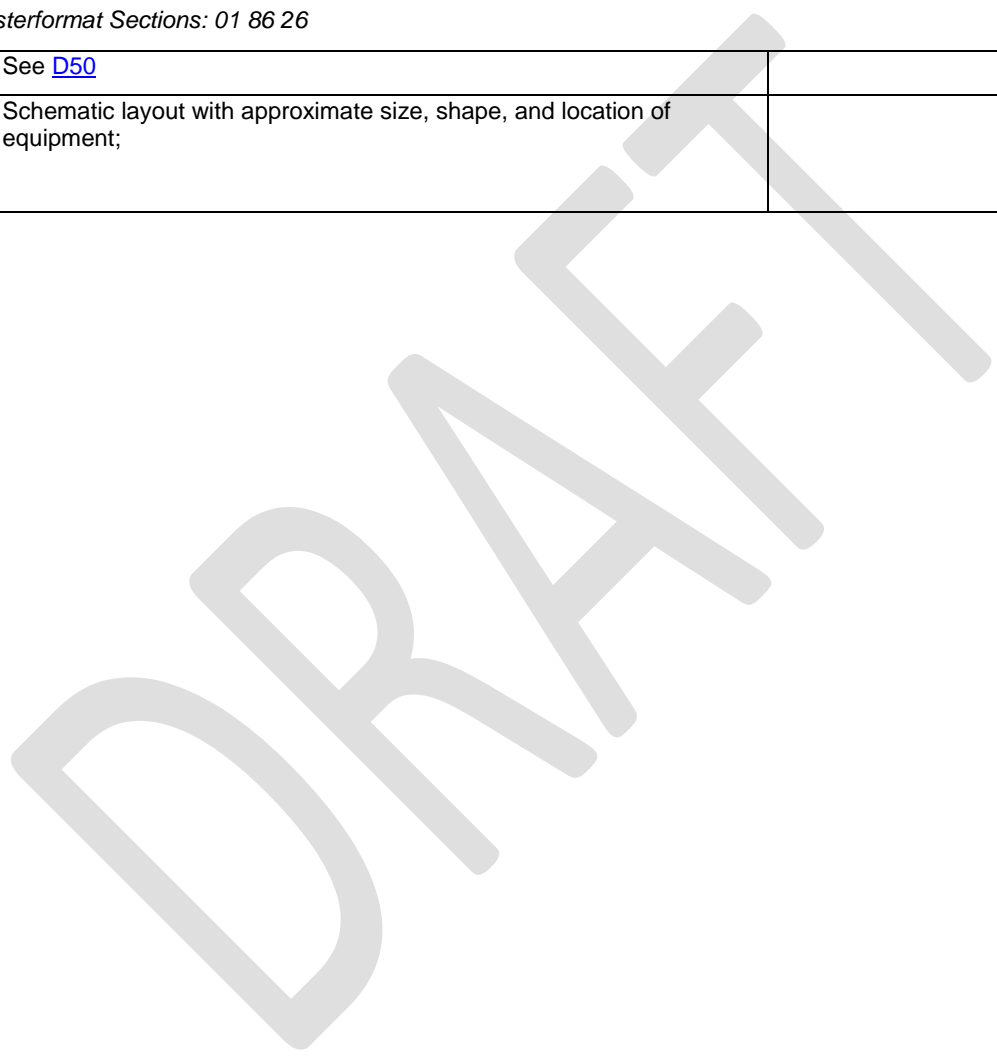 sterformat Sections: 01 86 26
See D50
Schematic layout with approximate size, shape, and location of
equipment;
DRAFT